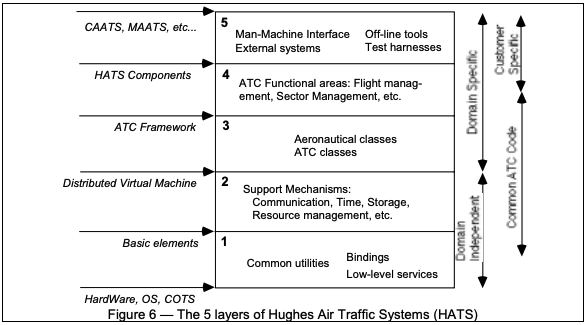 CAATS, MAATS, etc...
5
Man-Machine Interface
Off-line tools
External systems
Test harnesses
HATS Components
4
ATC Functional areas: Flight manag-
ement, Sector Management, etc.
ATC Framework
3
Aeronautical classes
ATC classes
Distributed Virtual Machine
2
Support Mechanisms:
Communication, Time, Storage,
Resource management, etc.
Basic elements
1
Common utilities
Bindings
Low-level services
HardWare, OS, COTS
Domain Specific
Domain
Independent
Customer
Specific
Common ATC Code
Figure 6 — The 5 layers of Hughes Air Traffic Systems (HATS)